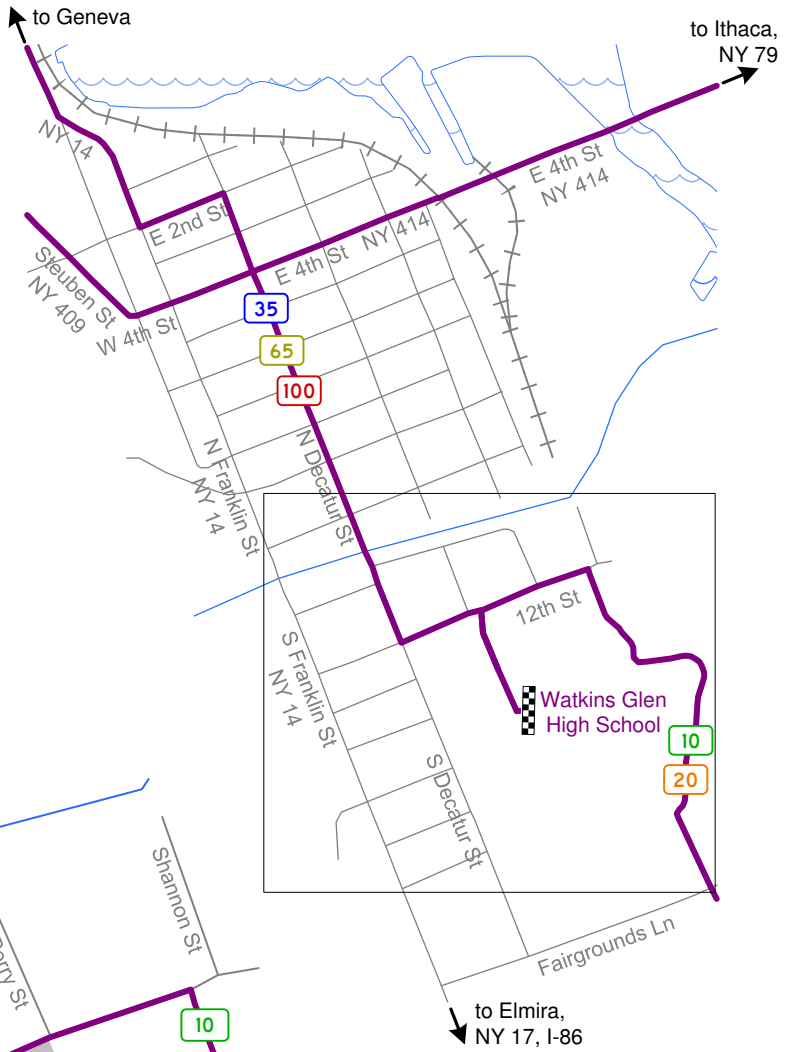 to Geneva
to Ithaca,
NY 79
NY 14
E 4th St
NY 414
E 2nd St
NY 414
E 4th St
Steuben St
NY 409
W 4th St
35
65
100
N Franklin St
NY 14
N Decatur St
12th St
S Franklin St
NY 14
Watkins Glen
High School
10
20
S Decatur St
Shannon St
Fairgrounds Ln
rry St
to Elmira,
NY 17, I-86
10